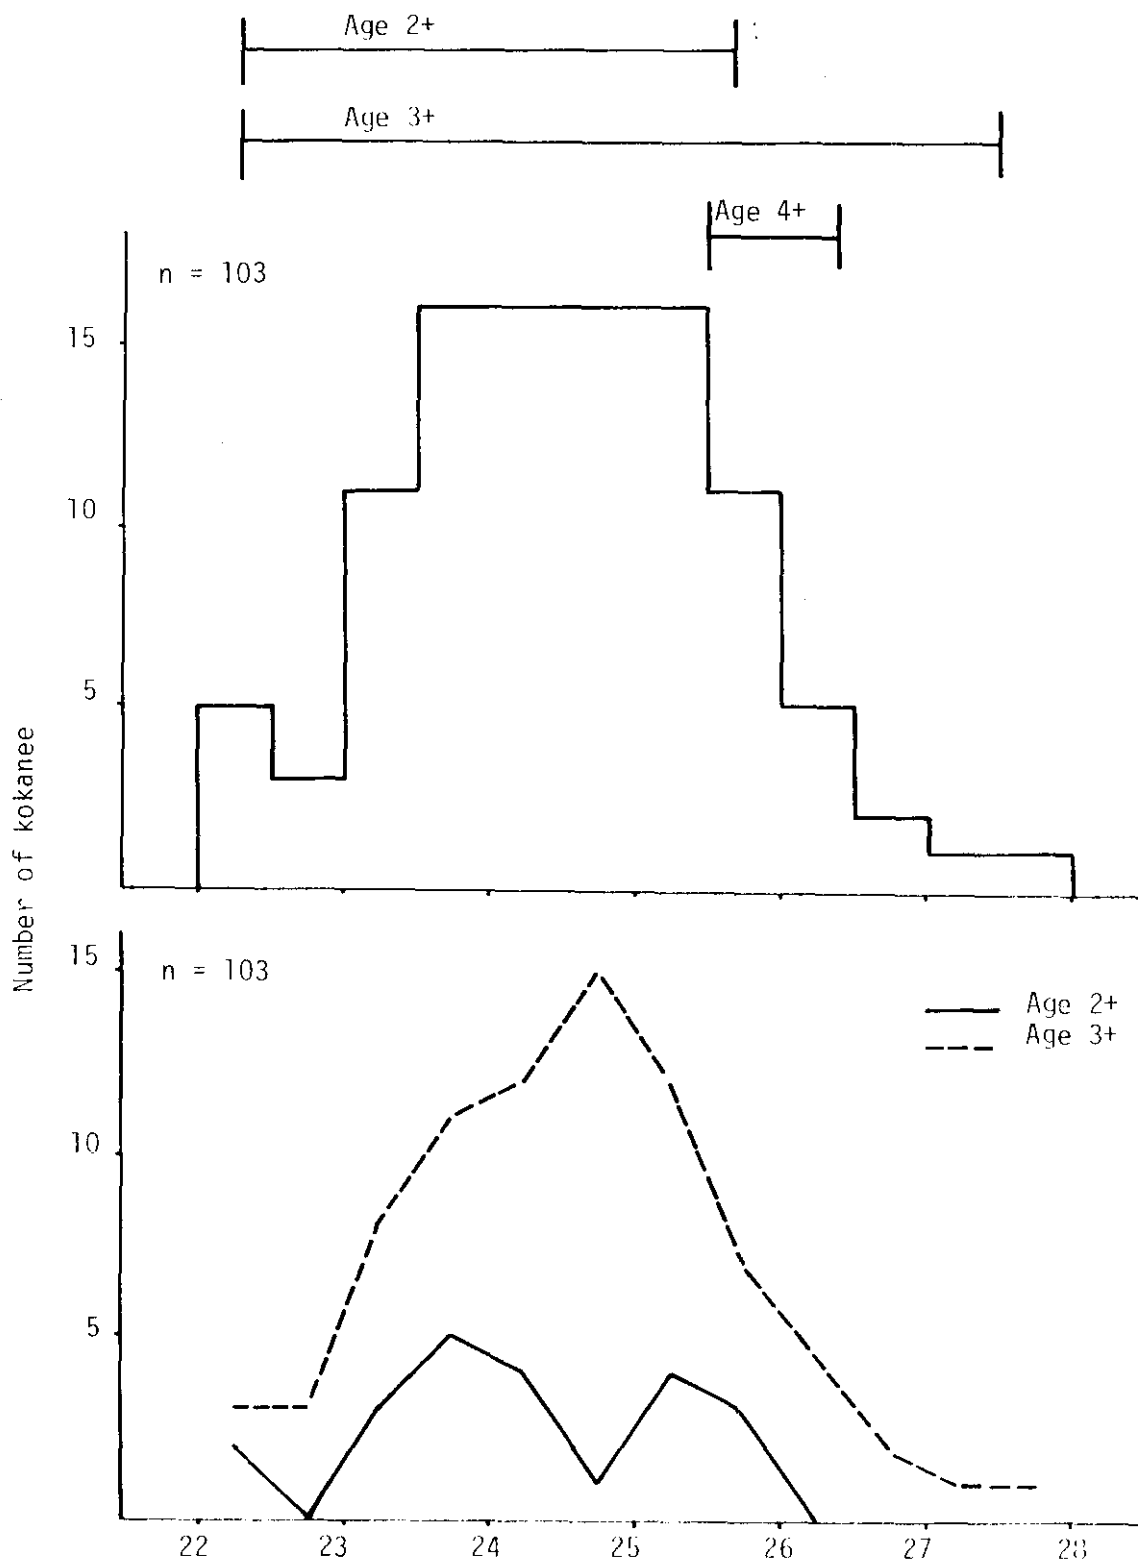 Age 2+
Age 3+
Age 4+
n = 103
15
10
5
Number of kokanee
15
n = 103
Age 2+
Age 3+
10
5
22 23 24 25 26 27 28